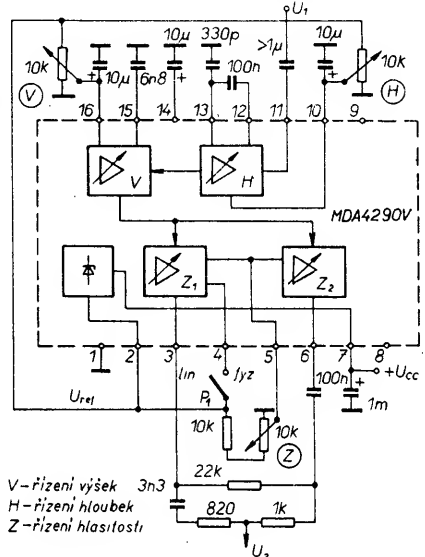 U₁
10μ 330p >1μ 10μ
10k + 10μ 6n8 + 100n + 10k
V H
16 15 14 13 12 11 10 9
V H
MDA4290V
Z₁ Z₂
1 2 3 4 5 6 7 8
lin fyz 100n + +Ucc
Uref P₁ 1m
10k 10k
Z
22k
V - řízení výšek
H - řízení hloubek
Z - řízení hlasitosti
3n3 820 1k
U₂